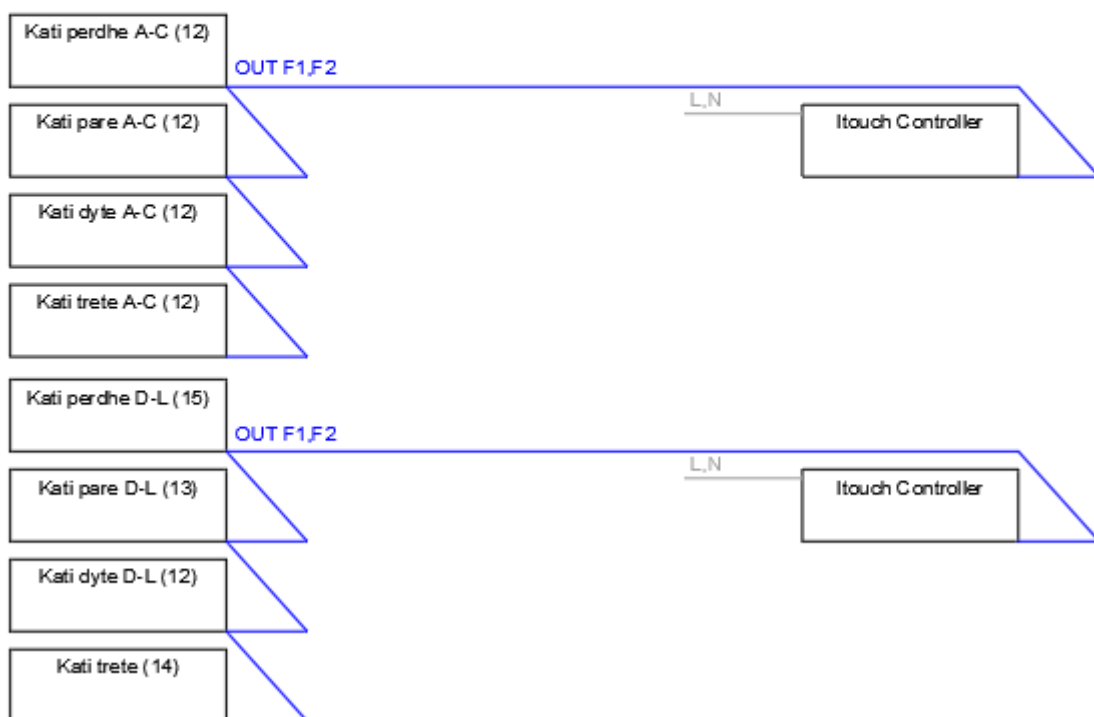 Kati perdhe A-C (12)
OUT F1,F2
L,N
Kati pare A-C (12)
Itouch Controller
Kati dyte A-C (12)
Kati trete A-C (12)
Kati perdhe D-L (15)
OUT F1,F2
L,N
Kati pare D-L (13)
Itouch Controller
Kati dyte D-L (12)
Kati trete (14)